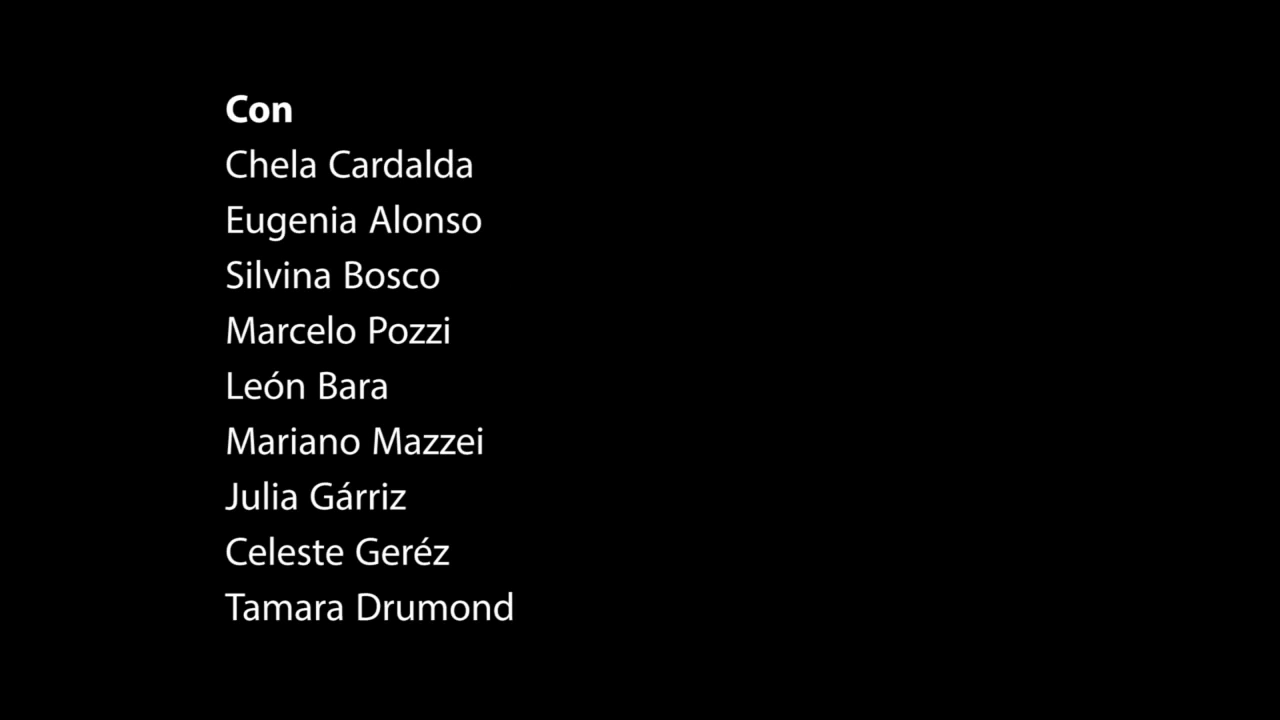 Con
Chela Cardalda
Eugenia Alonso
Silvina Bosco
Marcelo Pozzi
León Bara
Mariano Mazzei
Julia Gárriz
Celeste Geréz
Tamara Drumond